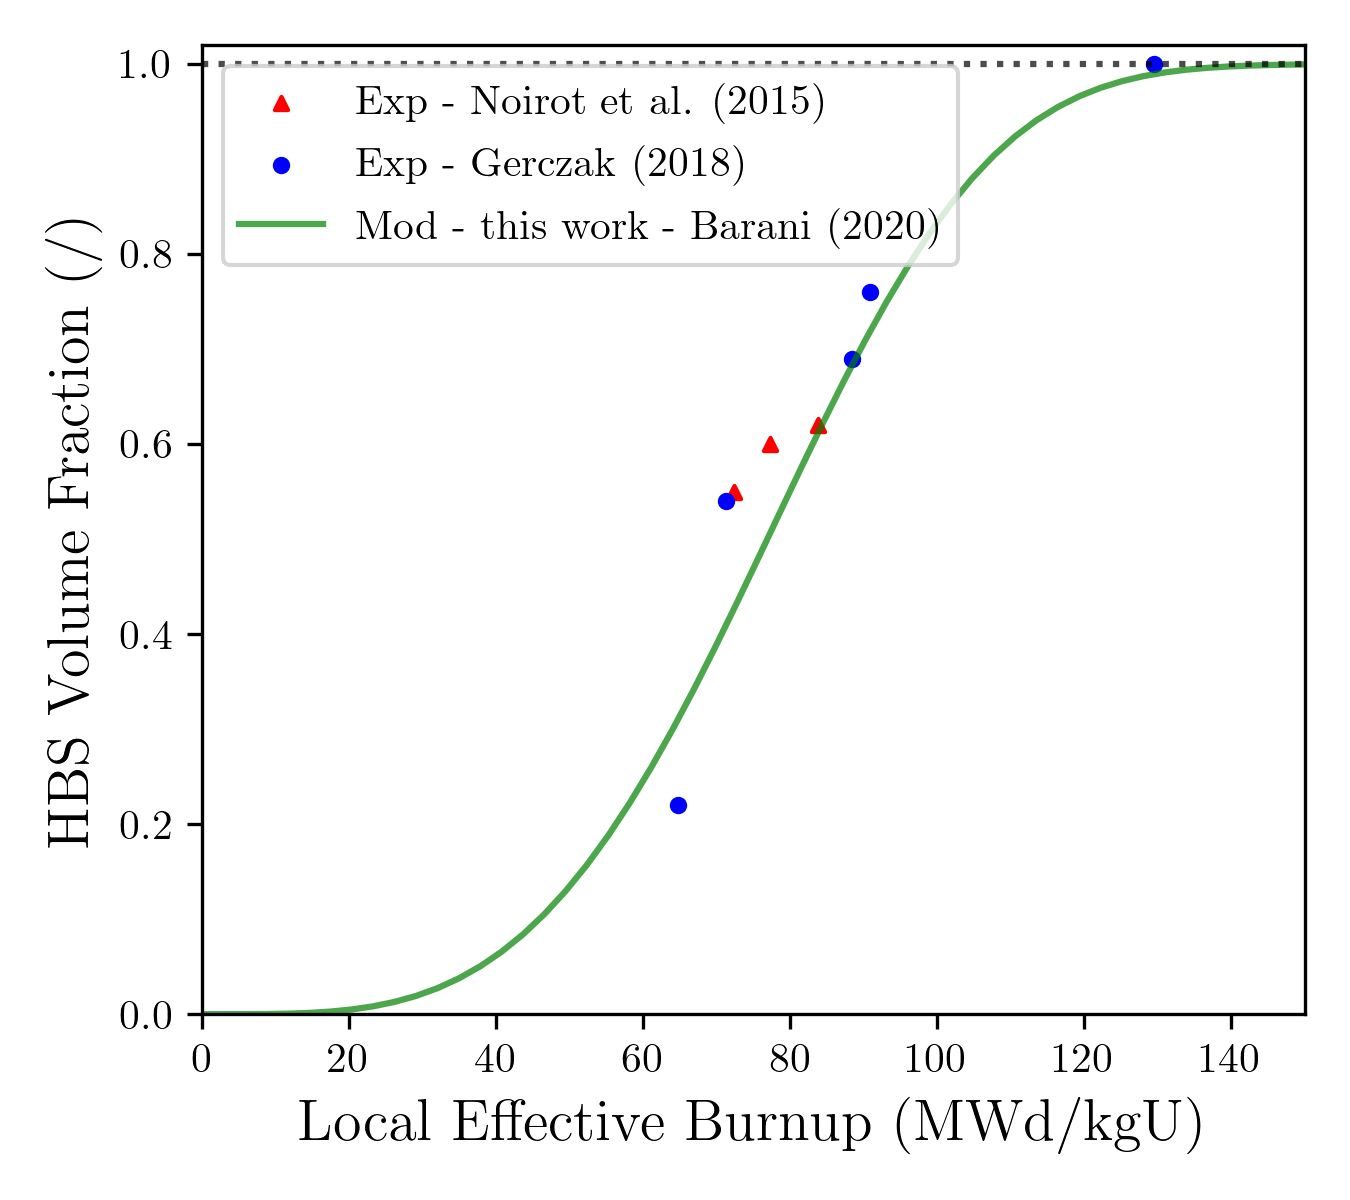 HBS Volume Fraction (/)
1.0
0.8
0.6
0.4
0.2
0.0
Exp - Noirot et al. (2015)
Exp - Gerczak (2018)
Mod - this work - Barani (2020)
0 20 40 60 80 100 120 140
Local Effective Burnup (MWd/kgU)